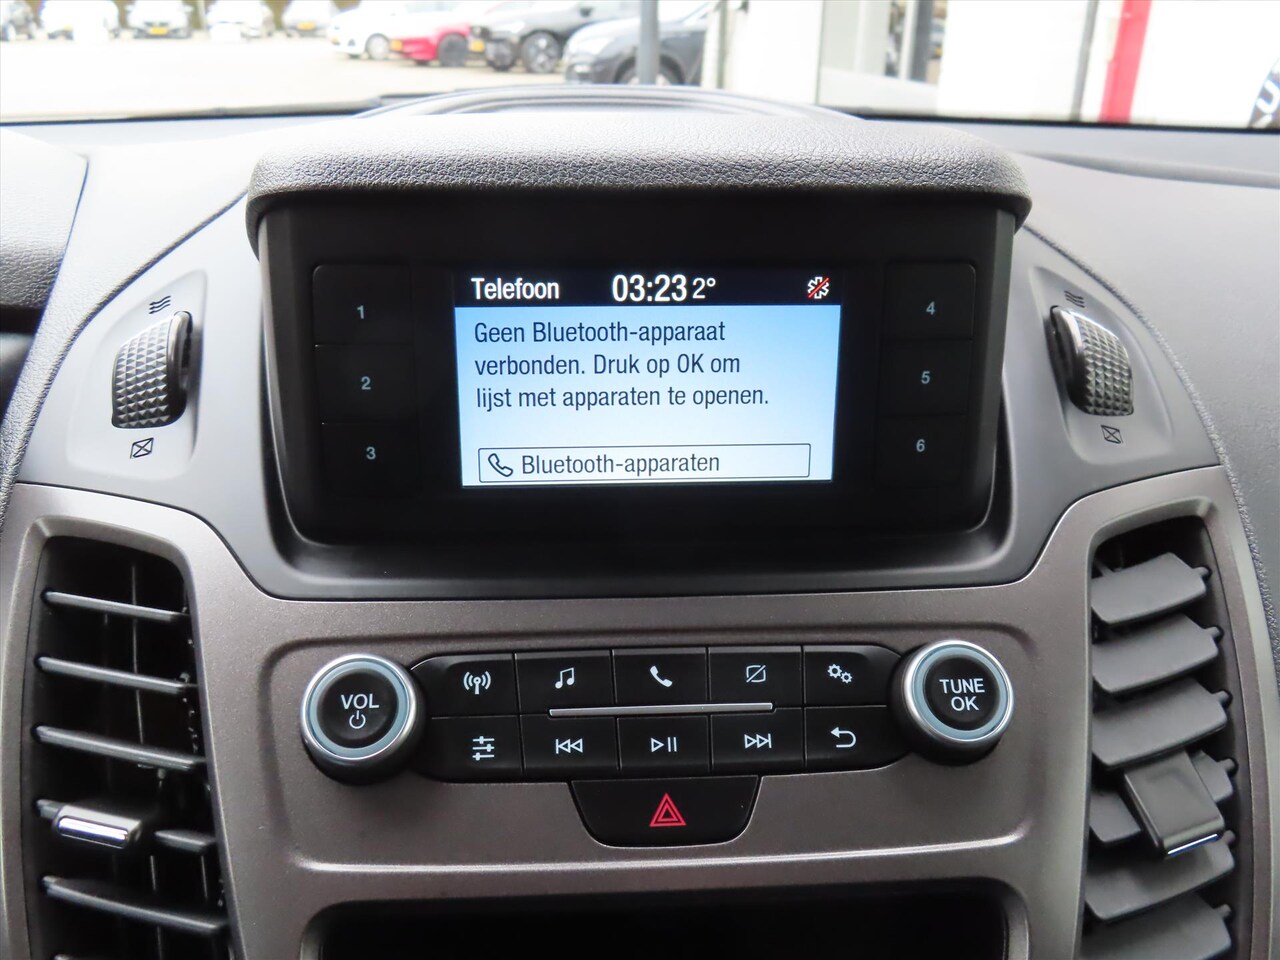 Telefoon 03:23 2°
1
Geen Bluetooth-apparaat
verbonden. Druk op OK om
lijst met apparaten te openen.
2
3
4
5
6
Bluetooth-apparaten
VOL
TUNE
OK